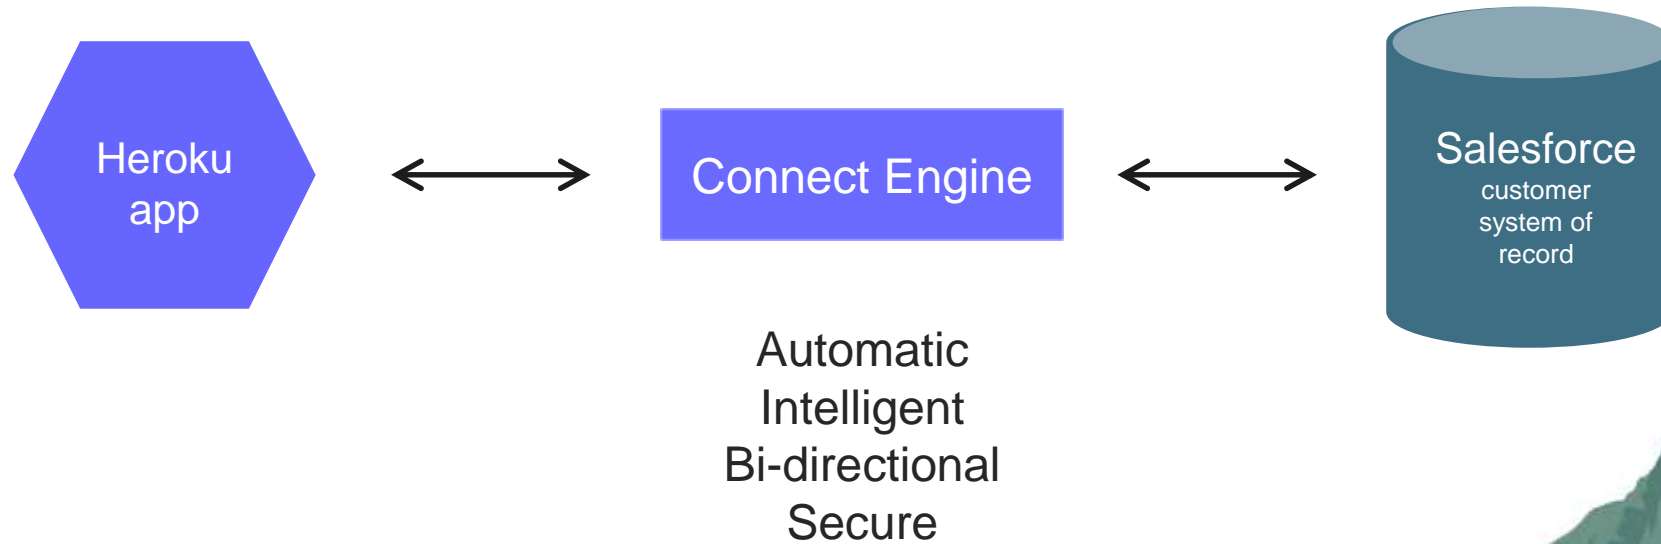 Heroku
app
Connect Engine
Salesforce
customer
system of
record
Automatic
Intelligent
Bi-directional
Secure